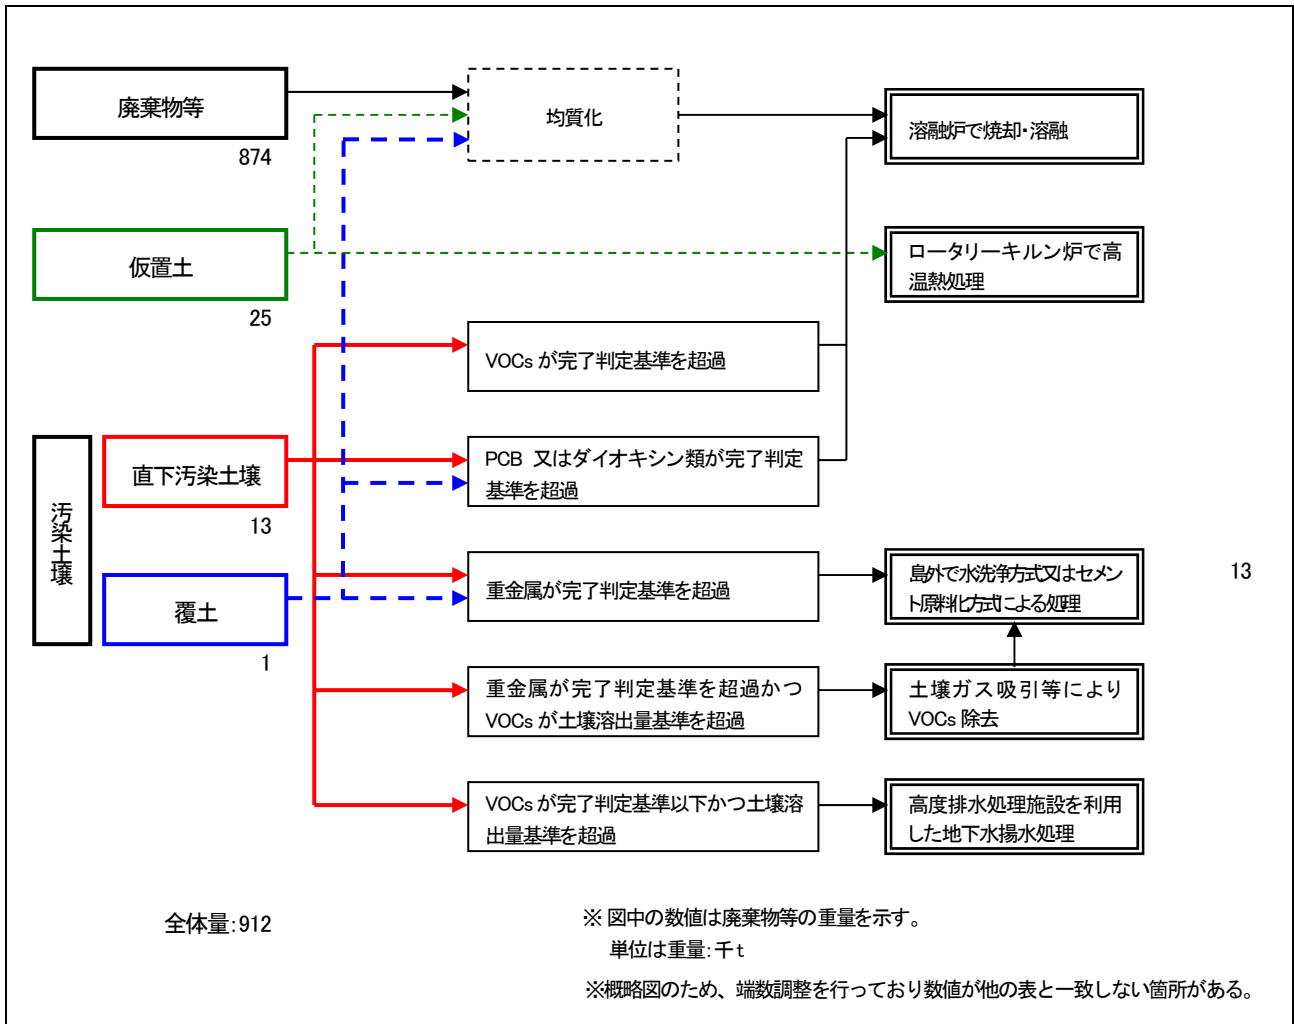 廃棄物等
874
均質化
溶融炉で焼却・溶融
仮置土
25
ロータリーキルン炉で高
温熱処理
VOCs が完了判定基準を超過
汚染土壌
直下汚染土壌
13
PCB 又はダイオキシン類が完了判定
基準を超過
覆土
1
重金属が完了判定基準を超過
島外で水洗浄方式又はセメン
ト原料化方式による処理
13
重金属が完了判定基準を超過かつ
VOCs が土壌溶出量基準を超過
土壌ガス吸引等により
VOCs 除去
VOCs が完了判定基準以下かつ土壌溶
出量基準を超過
高度排水処理施設を利用
した地下水揚水処理
全体量:912
※ 図中の数値は廃棄物等の重量を示す。
単位は重量:千t
※概略図のため、端数調整を行っており数値が他の表と一致しない箇所がある。